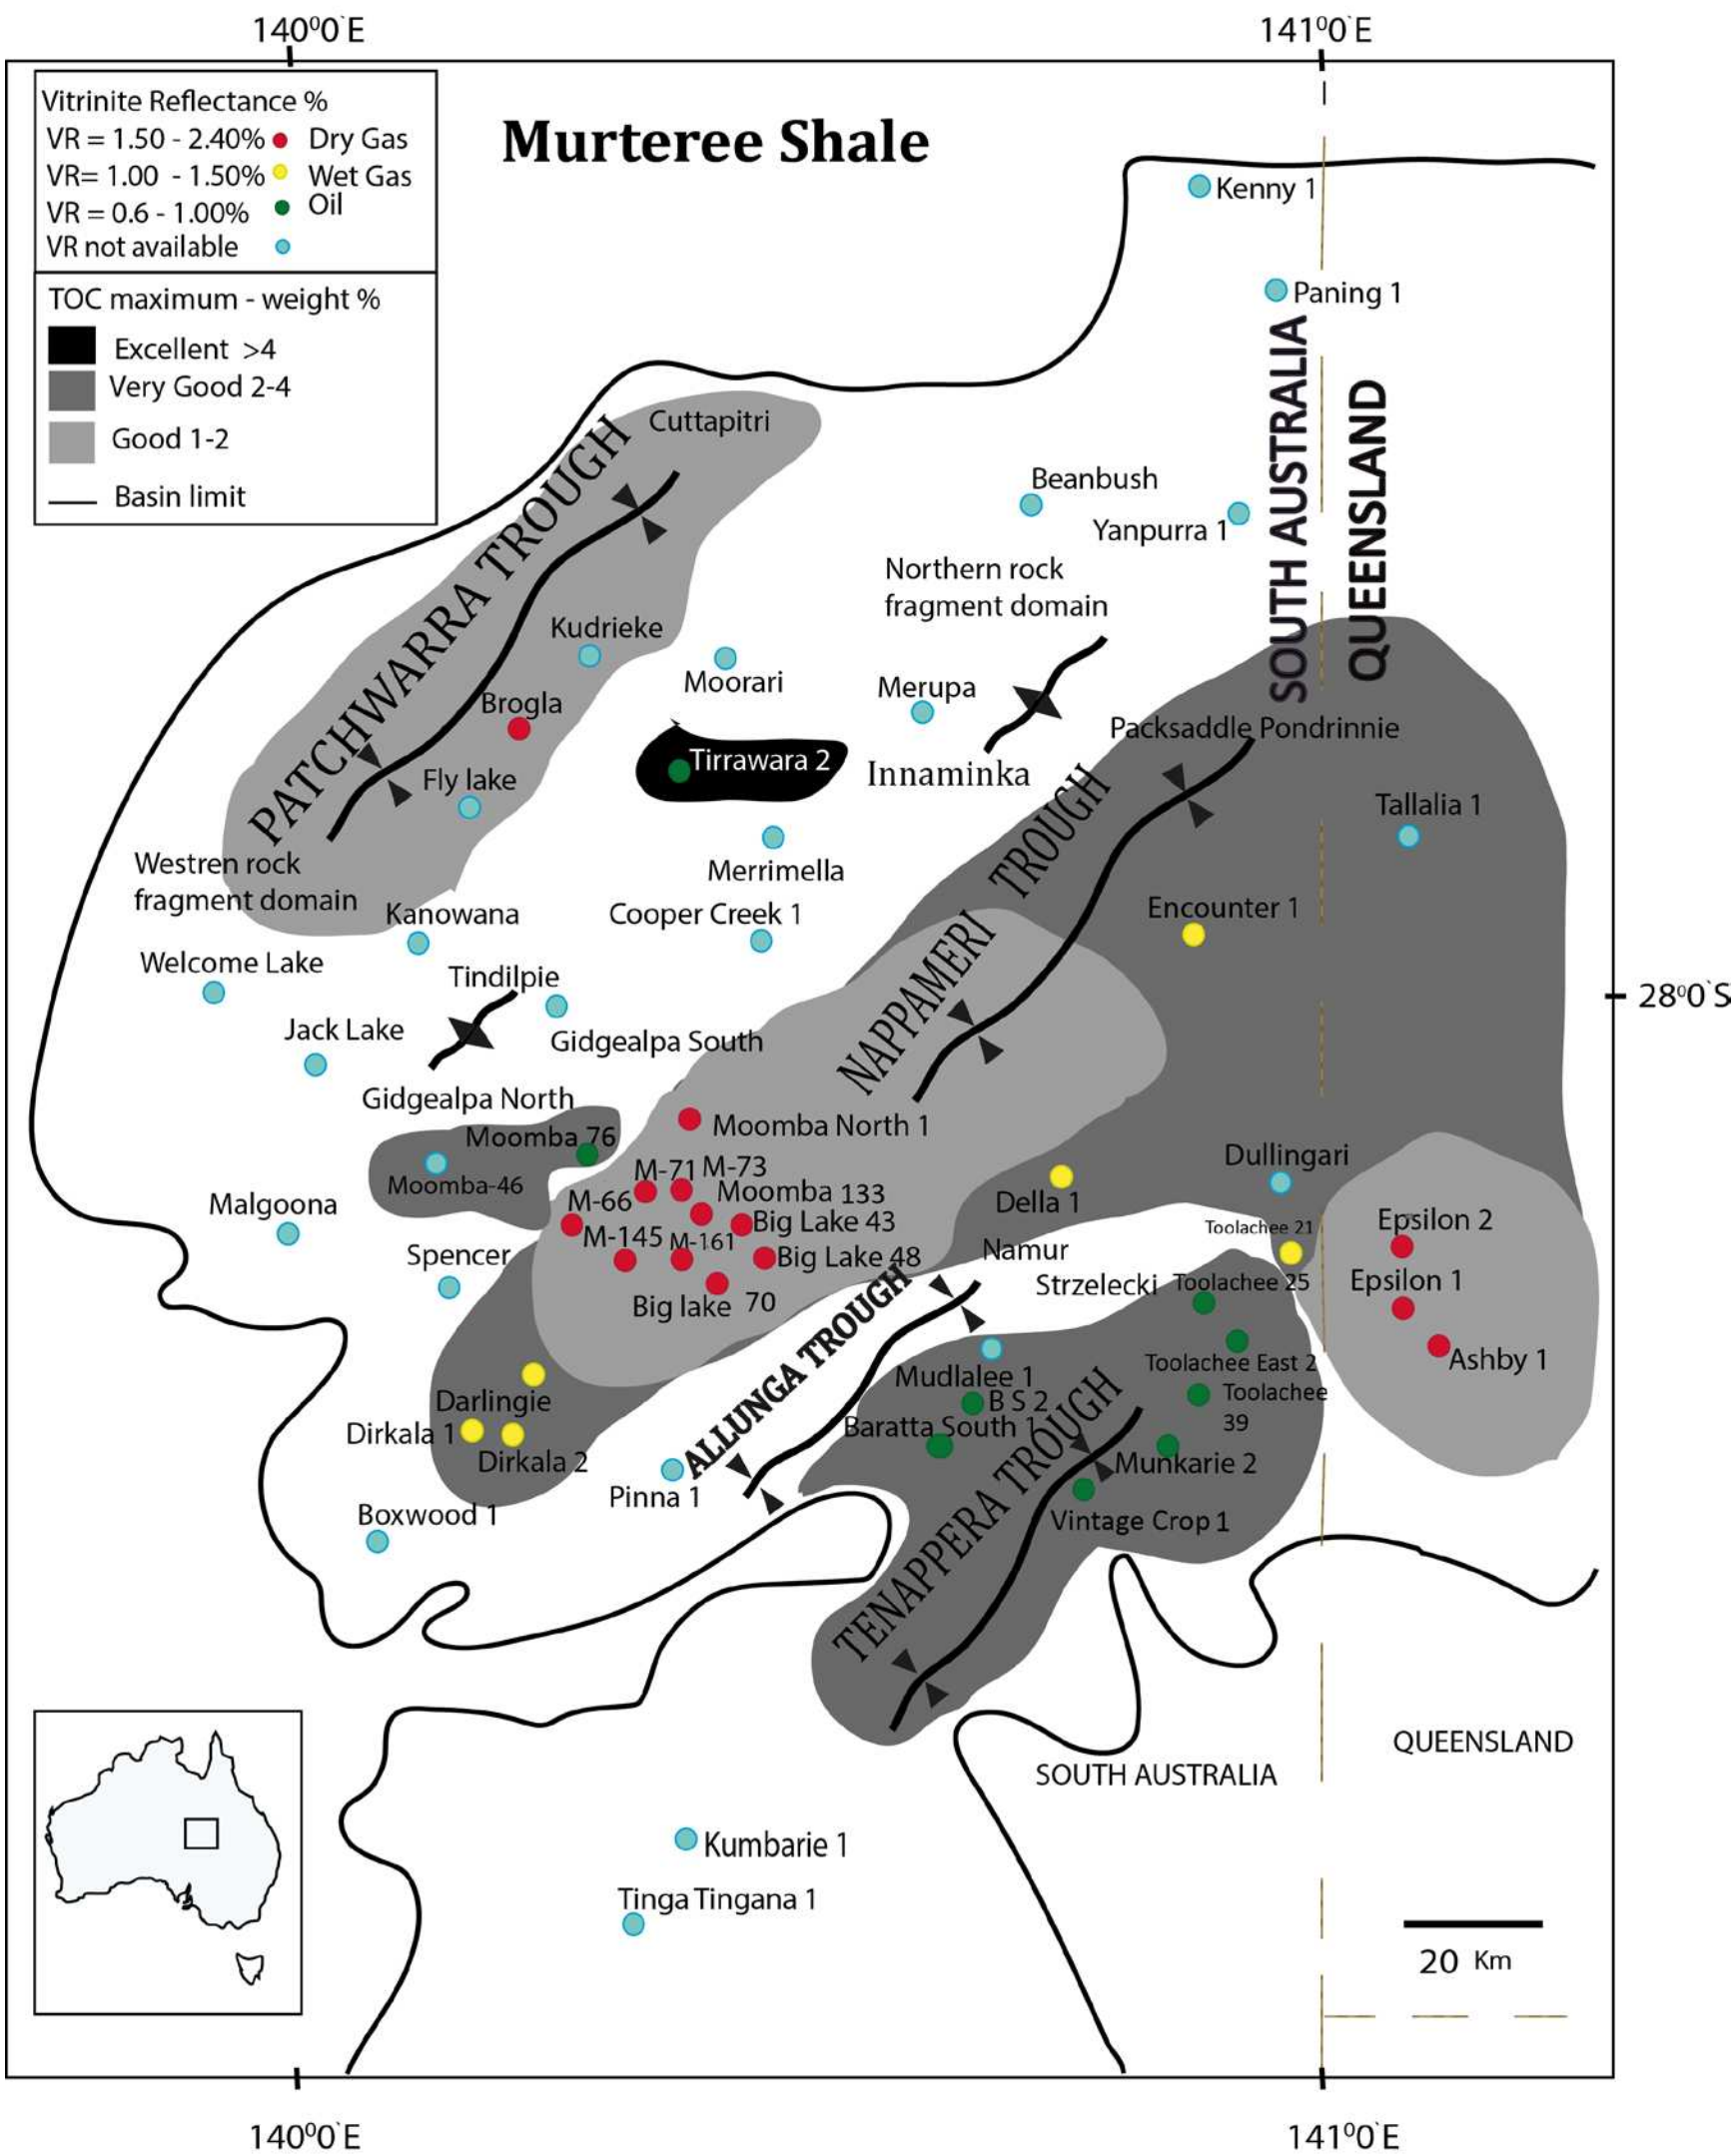 140⁰0`E
141⁰0`E
Vitrinite Reflectance %
VR = 1.50 - 2.40% Dry Gas
VR= 1.00 - 1.50% Wet Gas
VR = 0.6 - 1.00% Oil
VR not available
TOC maximum - weight %
Excellent >4
Very Good 2-4
Good 1-2
Basin limit
Murteree Shale
Kenny 1
Paning 1
SOUTH AUSTRALIA
QUEENSLAND
Cuttapitri
PATCHWARRA TROUGH
Beanbush
Yanpurra 1
Northern rock
fragment domain
Kudrieke
Moorari
Merupa
Brogla
Packsaddle Pondrinnie
Tirrawara 2
Innaminka
Fly lake
Tallalia 1
Westren rock
fragment domain
Merrimella
Kanowana
Cooper Creek 1
Encounter 1
NAPPAMERI TROUGH
Welcome Lake
Tindilpie
28⁰0`S
Jack Lake
Gidgealpa South
Gidgealpa North
Moomba North 1
Moomba 76
Moomba-46
M-71 M-73
Dullingari
M-66
Moomba 133
Della 1
Malgoona
Big Lake 43
Toolachee 21
Epsilon 2
M-145 M-161
Spencer
Big Lake 48
Namur
Strzelecki
Toolachee 25
Epsilon 1
Big lake 70
ALLUNGA TROUGH
Mudlalee 1
Toolachee East 2
Ashby 1
Darlingie
B S 2
Toolachee
39
Dirkala 1
Baratta South 1
Dirkala 2
Munkarie 2
Pinna 1
Boxwood 1
Vintage Crop 1
TENAPPERA TROUGH
QUEENSLAND
SOUTH AUSTRALIA
Kumbarie 1
Tinga Tingana 1
20 Km
140⁰0`E
141⁰0`E